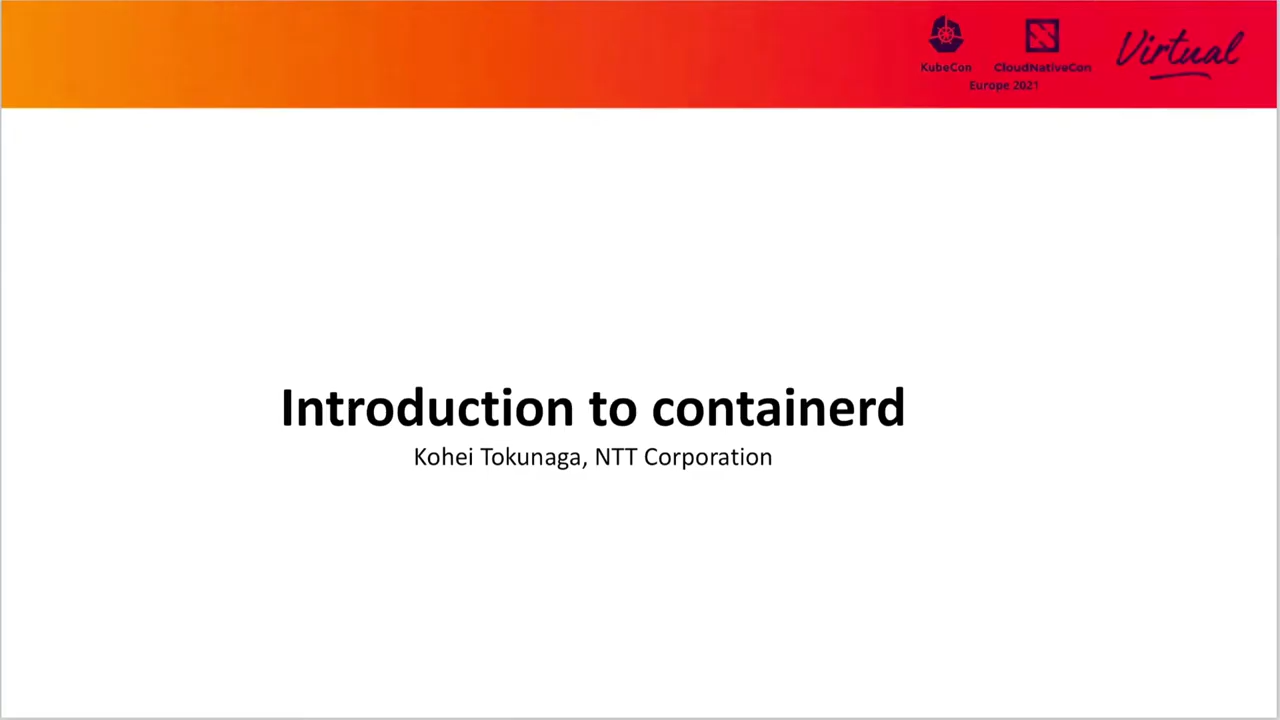 KubeCon
CloudNativeCon
Europe 2021
Virtual
Introduction to containerd
Kohei Tokunaga, NTT Corporation